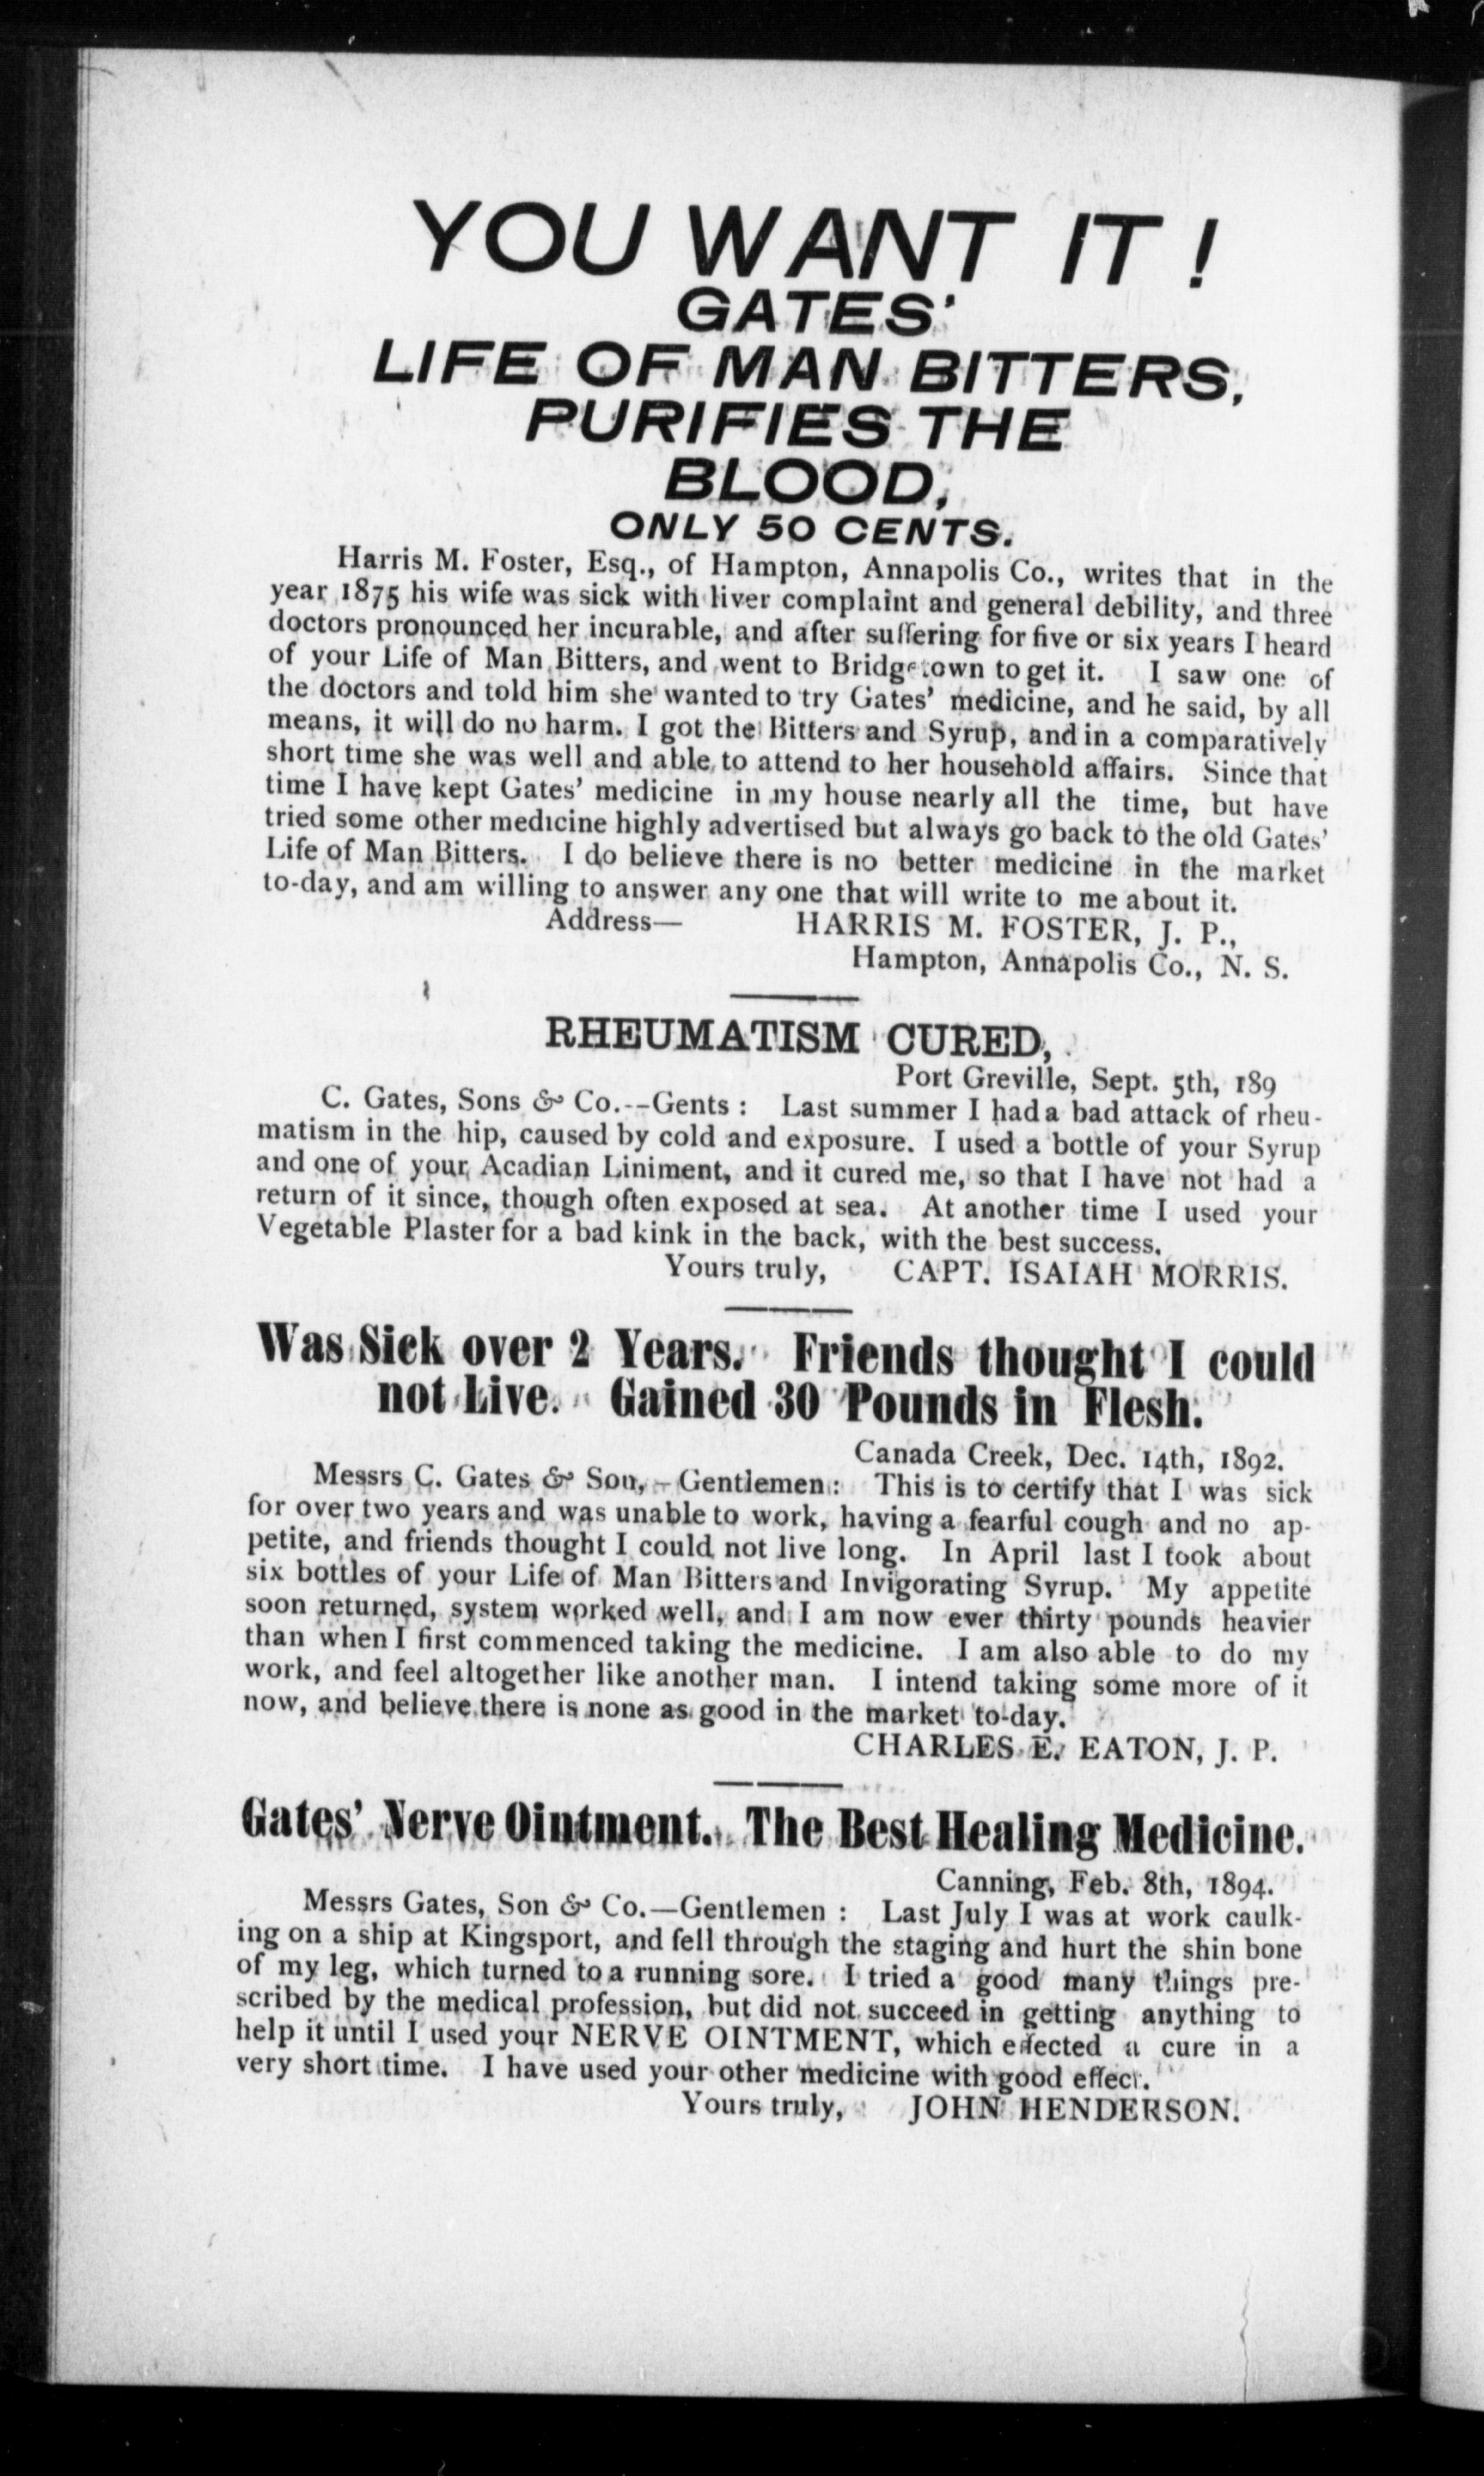 YOU WANT IT !
GATES'
LIFE OF MAN BITTERS,
PURIFIES THE
BLOOD,
ONLY 50 CENTS.
Harris M. Foster, Esq., of Hampton, Annapolis Co., writes that in the
year 1875 his wife was sick with liver complaint and general debility, and three
doctors pronounced her incurable, and after suffering for five or six years I heard
of your Life of Man Bitters, and went to Bridgetown to get it. I saw one of
the doctors and told him she wanted to try Gates' medicine, and he said, by all
means, it will do no harm. I got the Bitters and Syrup, and in a comparatively
short time she was well and able to attend to her household affairs. Since that
time I have kept Gates' medicine in my house nearly all the time, but have
tried some other medicine highly advertised but always go back to the old Gates'
Life of Man Bitters. I do believe there is no better medicine in the market
to-day, and am willing to answer any one that will write to me about it.
Address— HARRIS M. FOSTER, J. P.,
Hampton, Annapolis Co., N. S.
RHEUMATISM CURED,
Port Greville, Sept. 5th, 189
C. Gates, Sons & Co.--Gents : Last summer I had a bad attack of rheu-
matism in the hip, caused by cold and exposure. I used a bottle of your Syrup
and one of your Acadian Liniment, and it cured me, so that I have not had a
return of it since, though often exposed at sea. At another time I used your
Vegetable Plaster for a bad kink in the back, with the best success.
Yours truly, CAPT. ISAIAH MORRIS.
Was Sick over 2 Years. Friends thought I could
not Live. Gained 30 Pounds in Flesh.
Canada Creek, Dec. 14th, 1892.
Messrs C. Gates & Son,—Gentlemen : This is to certify that I was sick
for over two years and was unable to work, having a fearful cough and no ap-
petite, and friends thought I could not live long. In April last I took about
six bottles of your Life of Man Bitters and Invigorating Syrup. My appetite
soon returned, system worked well, and I am now ever thirty pounds heavier
than when I first commenced taking the medicine. I am also able to do my
work, and feel altogether like another man. I intend taking some more of it
now, and believe there is none as good in the market to-day.
CHARLES E. EATON, J. P.
Gates' Nerve Ointment. The Best Healing Medicine.
Canning, Feb. 8th, 1894.
Messrs Gates, Son & Co.—Gentlemen : Last July I was at work caulk-
ing on a ship at Kingsport, and fell through the staging and hurt the shin bone
of my leg, which turned to a running sore. I tried a good many things pre-
scribed by the medical profession, but did not succeed in getting anything to
help it until I used your NERVE OINTMENT, which effected a cure in a
very short time. I have used your other medicine with good effect.
Yours truly, JOHN HENDERSON.